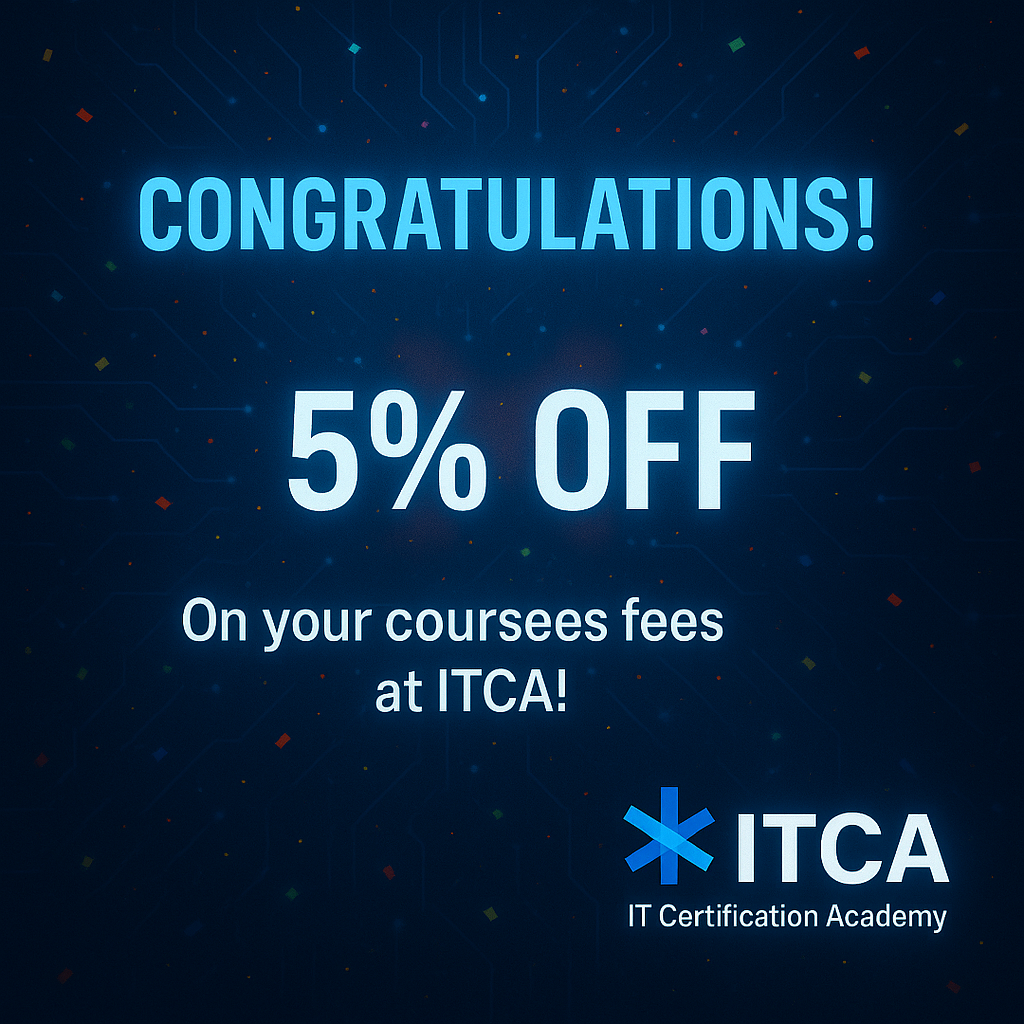 CONGRATULATIONS!
5% OFF
On your coursees fees
at ITCA!
ITCA
IT Certification Academy